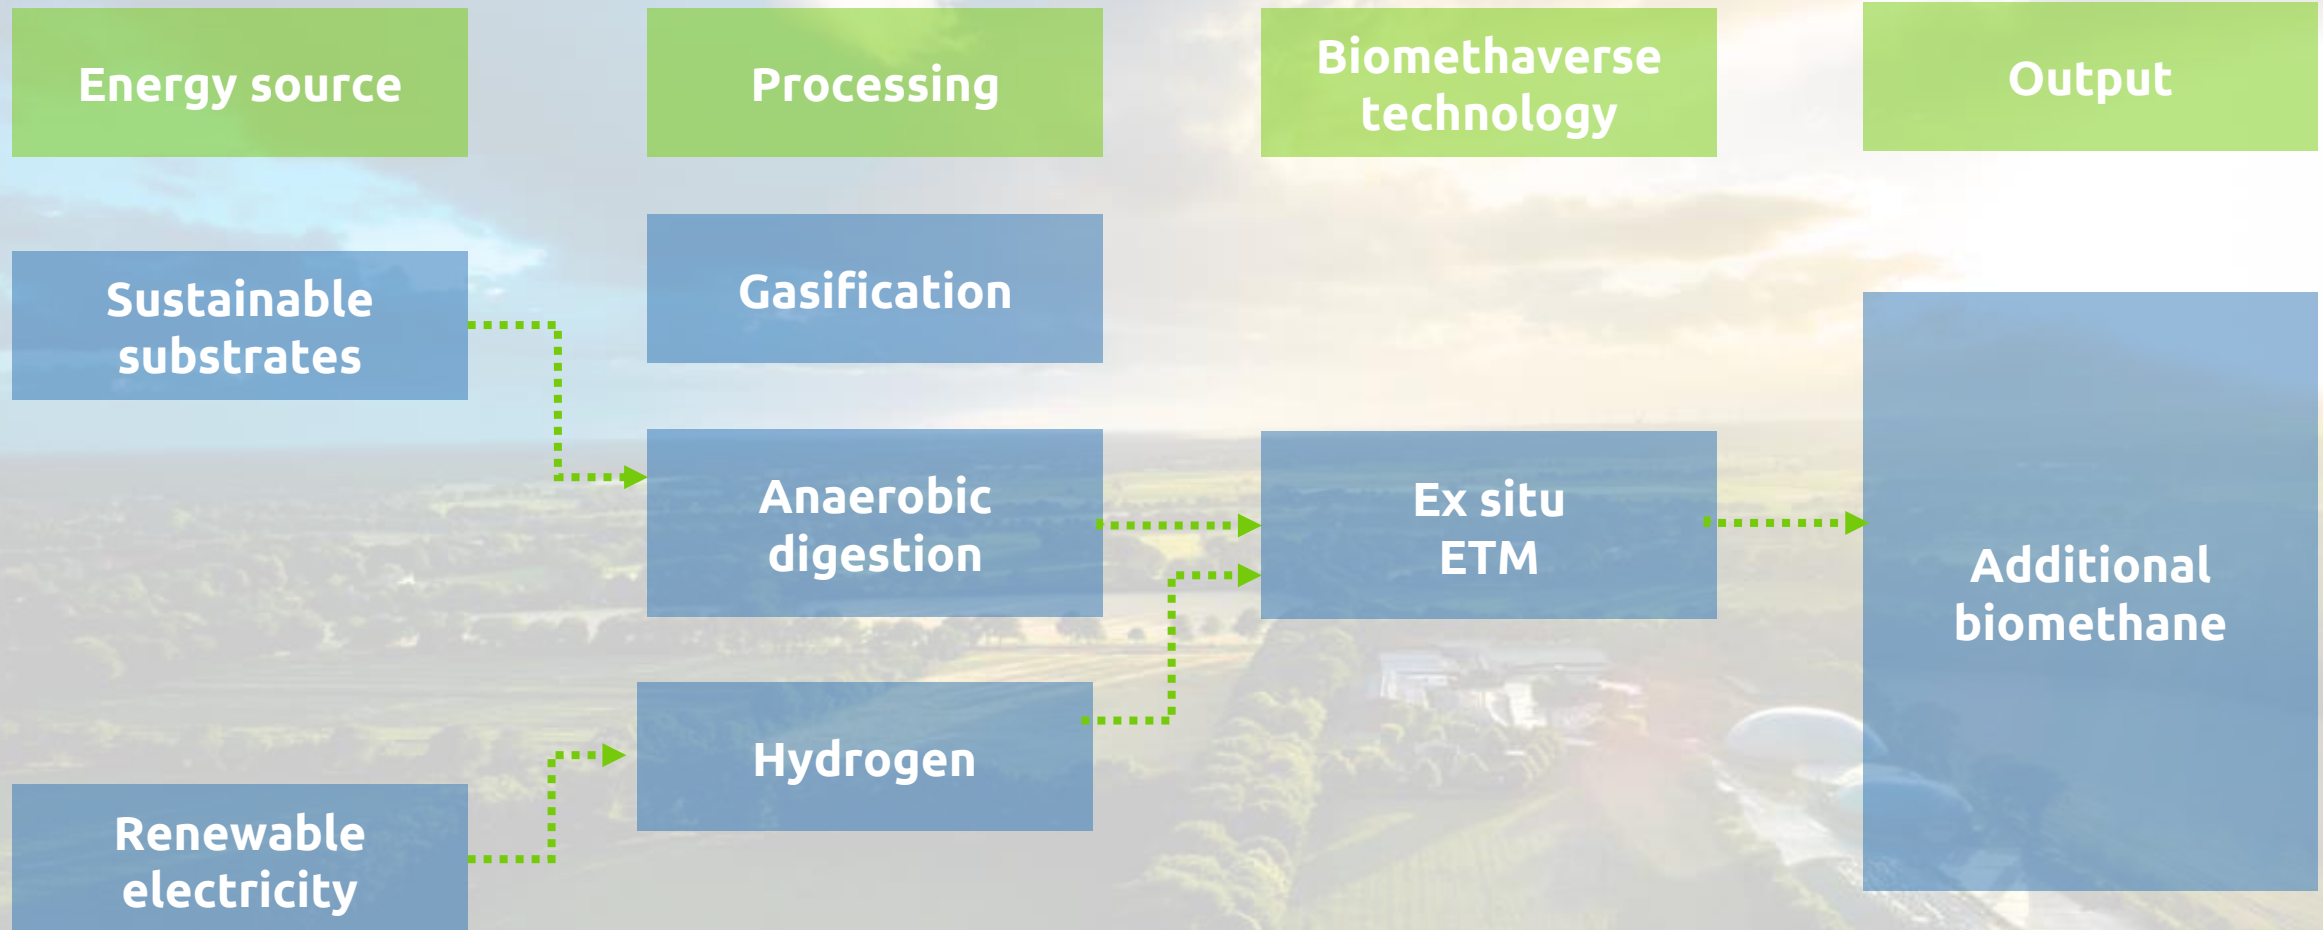 Energy source
Processing
Biomethaverse
technology
Output
Sustainable
substrates
Gasification
Anaerobic
digestion
Ex situ
ETM
Additional
biomethane
Hydrogen
Renewable
electricity